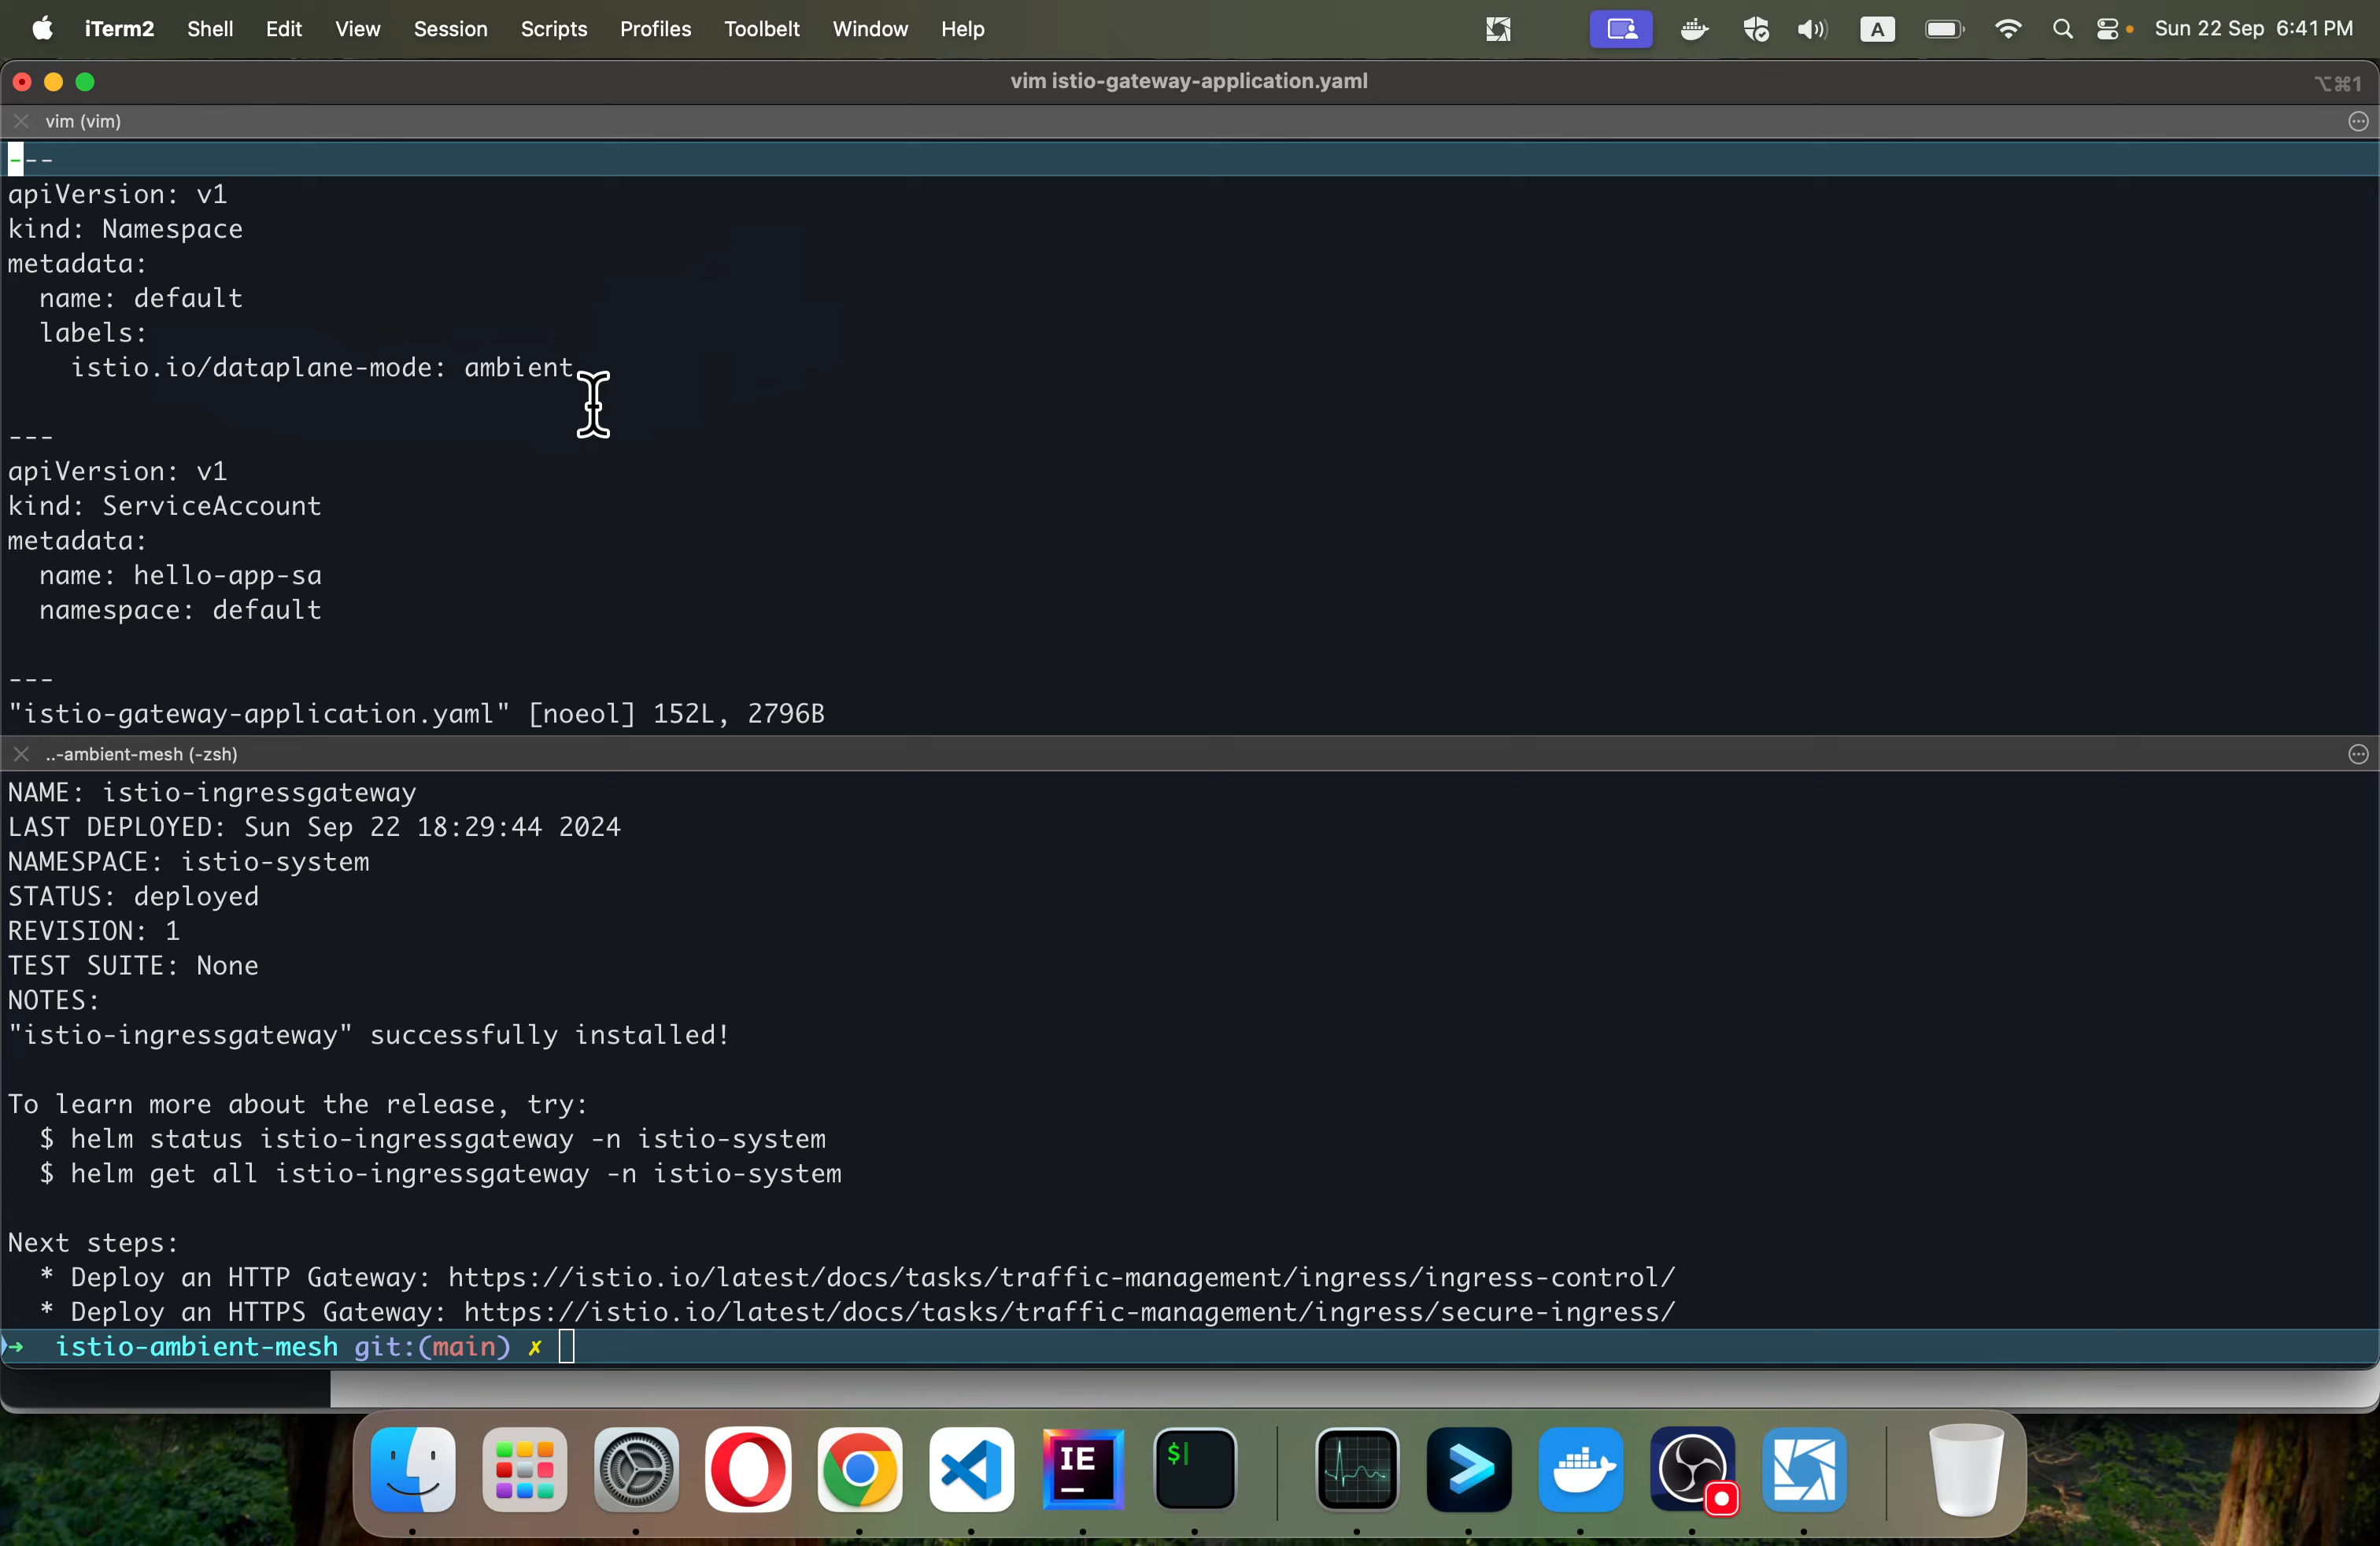 iTerm2 Shell Edit View Session Scripts Profiles Toolbelt Window Help A Sun 22 Sep 6:41 PM
vim istio-gateway-application.yaml ⌥⌘1
vim (vim)
---
apiVersion: v1
kind: Namespace
metadata:
  name: default
  labels:
    istio.io/dataplane-mode: ambient
---
apiVersion: v1
kind: ServiceAccount
metadata:
  name: hello-app-sa
  namespace: default
---
"istio-gateway-application.yaml" [noeol] 152L, 2796B
..-ambient-mesh (-zsh)
NAME: istio-ingressgateway
LAST DEPLOYED: Sun Sep 22 18:29:44 2024
NAMESPACE: istio-system
STATUS: deployed
REVISION: 1
TEST SUITE: None
NOTES:
"istio-ingressgateway" successfully installed!
To learn more about the release, try:
  $ helm status istio-ingressgateway -n istio-system
  $ helm get all istio-ingressgateway -n istio-system
Next steps:
  * Deploy an HTTP Gateway: https://istio.io/latest/docs/tasks/traffic-management/ingress/ingress-control/
  * Deploy an HTTPS Gateway: https://istio.io/latest/docs/tasks/traffic-management/ingress/secure-ingress/
➜  istio-ambient-mesh git:(main) ✗
IE $